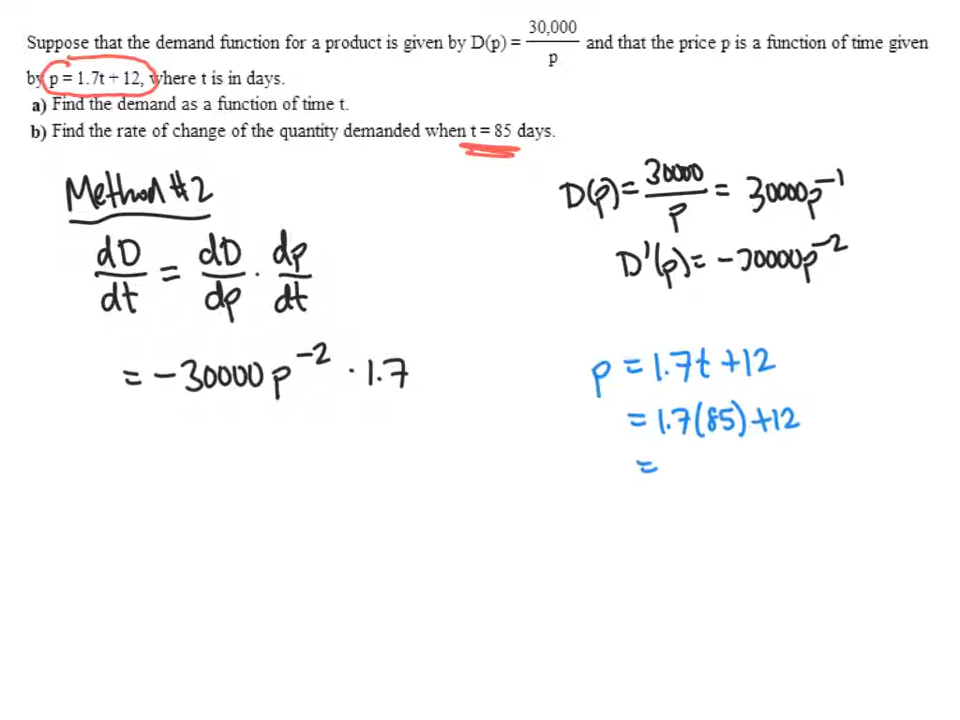 Suppose that the demand function for a product is given by D(p) = 30,000/p and that the price p is a function of time given
by p = 1.7t + 12, where t is in days.
a) Find the demand as a function of time t.
b) Find the rate of change of the quantity demanded when t = 85 days.
Method #2
dD/dt = dD/dp · dp/dt
= -30000p^-2 · 1.7
D(p) = 30000/p = 30000p^-1
D'(p) = -30000p^-2
p = 1.7t + 12
= 1.7(85) + 12
=